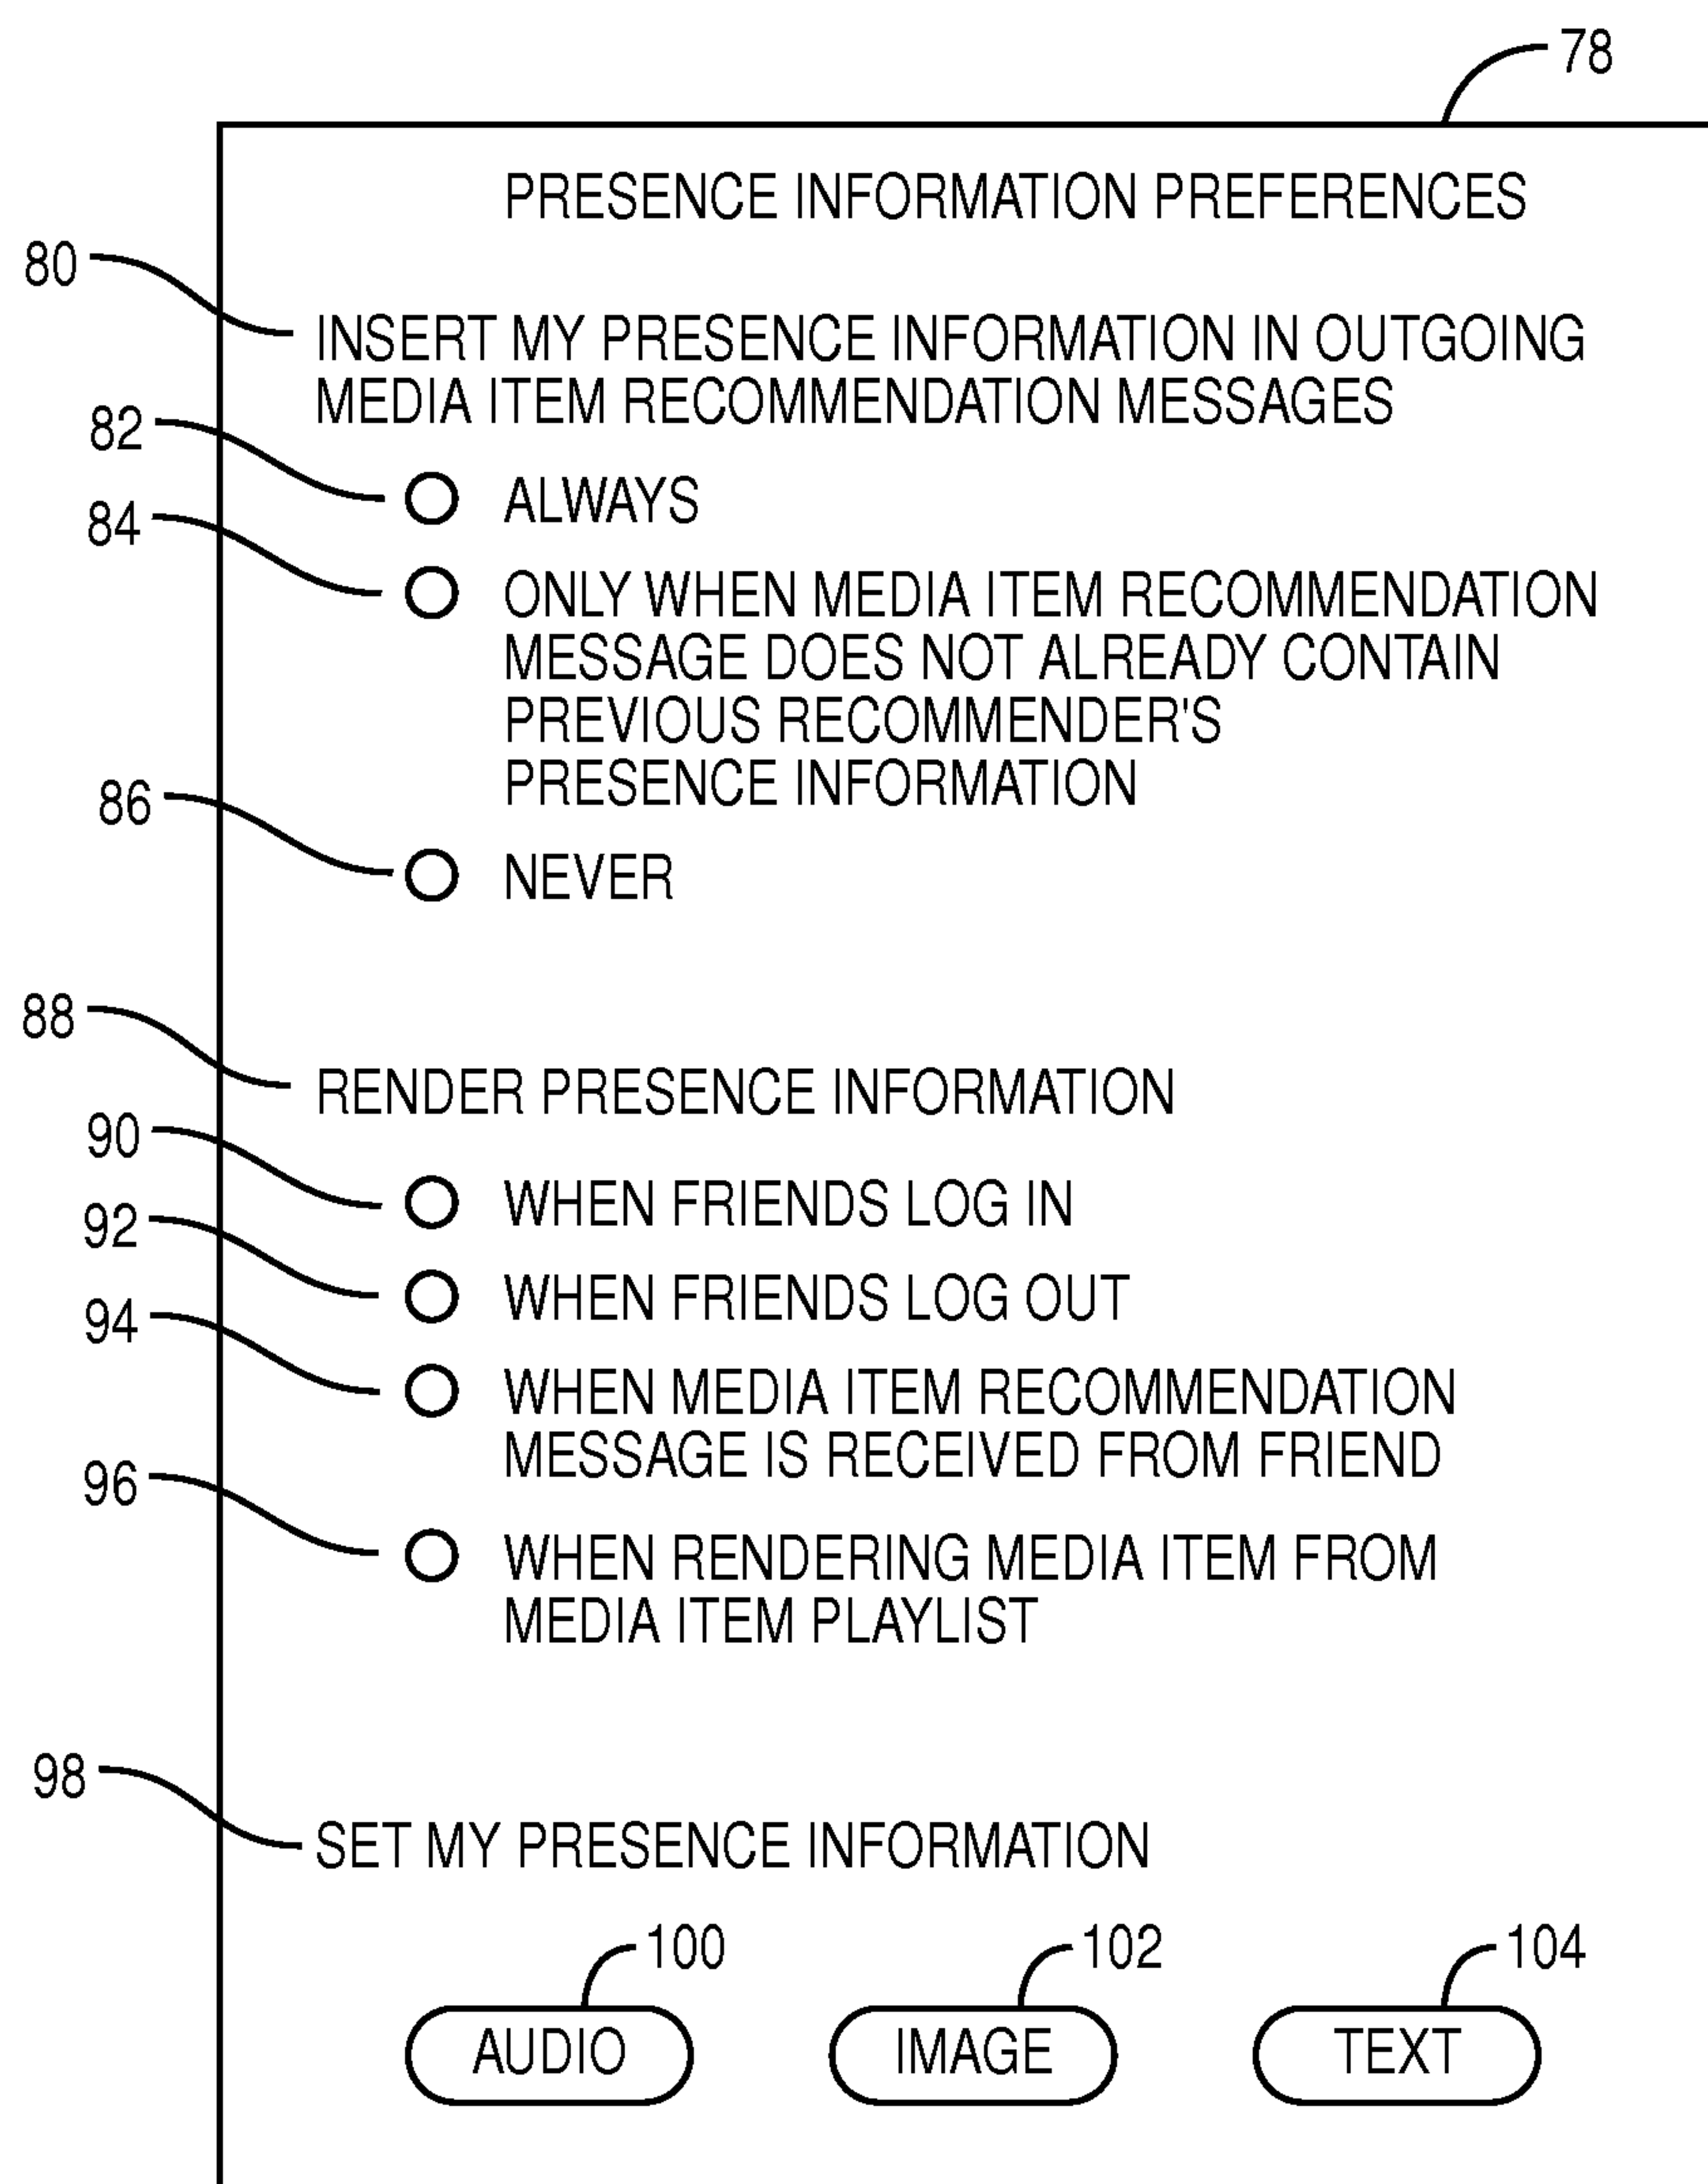 78
PRESENCE INFORMATION PREFERENCES
80
INSERT MY PRESENCE INFORMATION IN OUTGOING
MEDIA ITEM RECOMMENDATION MESSAGES
82
ALWAYS
84
ONLY WHEN MEDIA ITEM RECOMMENDATION
MESSAGE DOES NOT ALREADY CONTAIN
PREVIOUS RECOMMENDER'S
PRESENCE INFORMATION
86
NEVER
88
RENDER PRESENCE INFORMATION
90
WHEN FRIENDS LOG IN
92
WHEN FRIENDS LOG OUT
94
WHEN MEDIA ITEM RECOMMENDATION
MESSAGE IS RECEIVED FROM FRIEND
96
WHEN RENDERING MEDIA ITEM FROM
MEDIA ITEM PLAYLIST
98
SET MY PRESENCE INFORMATION
100 102 104
AUDIO IMAGE TEXT